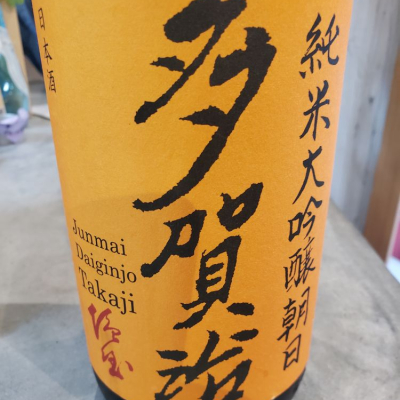 純米大吟醸朝日
多賀治
日本酒
Junmai
Daiginjo
Takaji